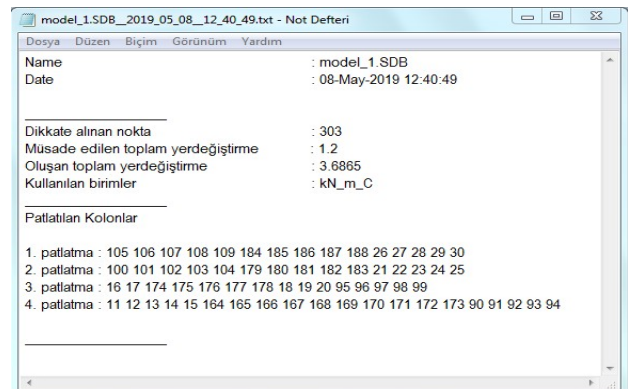 model_1.SDB__2019_05_08__12_40_49.txt - Not Defteri
Dosya Düzen Biçim Görünüm Yardım
Name : model_1.SDB
Date : 08-May-2019 12:40:49
Dikkate alınan nokta : 303
Müsade edilen toplam yerdeğiştirme : 1.2
Oluşan toplam yerdeğiştirme : 3.6865
Kullanılan birimler : kN_m_C
Patlatılan Kolonlar
1. patlatma : 105 106 107 108 109 184 185 186 187 188 26 27 28 29 30
2. patlatma : 100 101 102 103 104 179 180 181 182 183 21 22 23 24 25
3. patlatma : 16 17 174 175 176 177 178 18 19 20 95 96 97 98 99
4. patlatma : 11 12 13 14 15 164 165 166 167 168 169 170 171 172 173 90 91 92 93 94